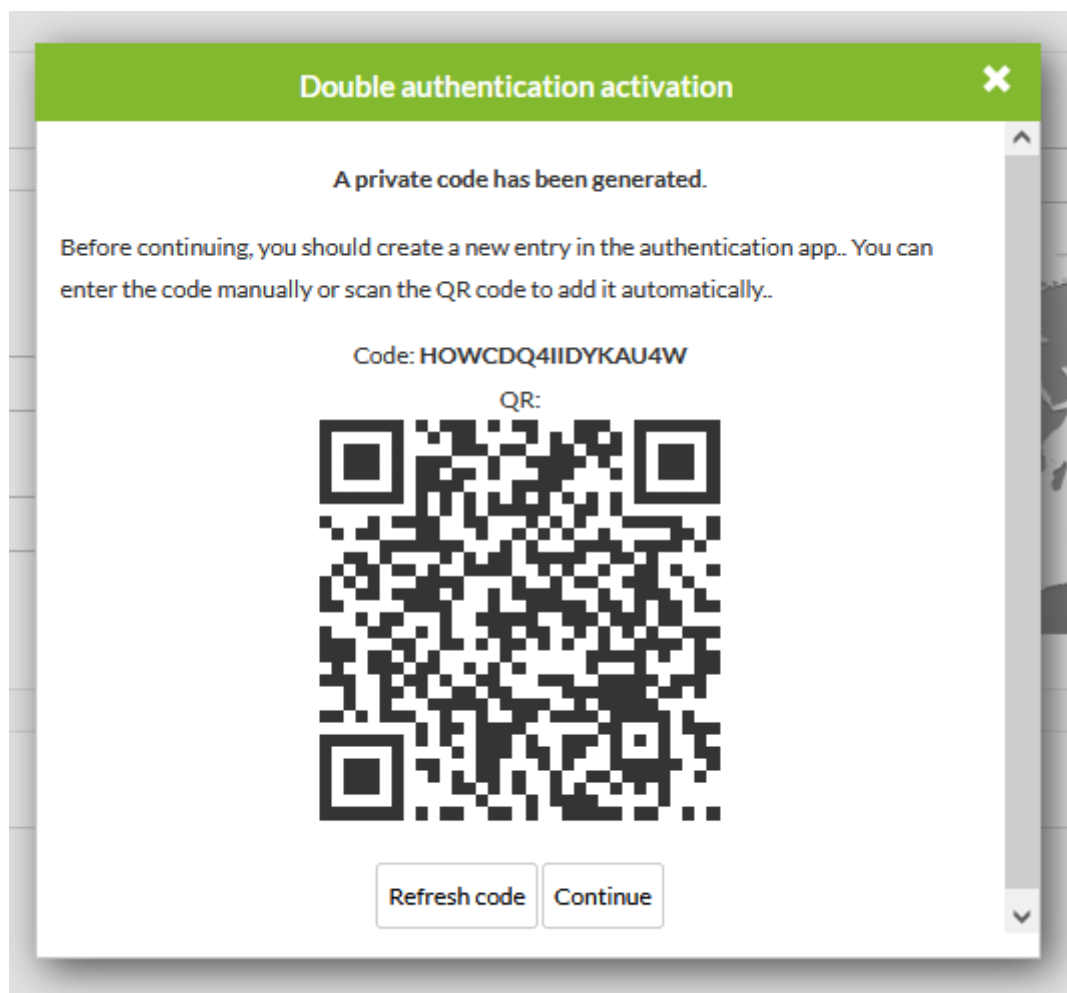 Double authentication activation
A private code has been generated.
Before continuing, you should create a new entry in the authentication app.. You can
enter the code manually or scan the QR code to add it automatically..
Code: HOWCDQ4IIDYKAU4W
QR:
Refresh code Continue